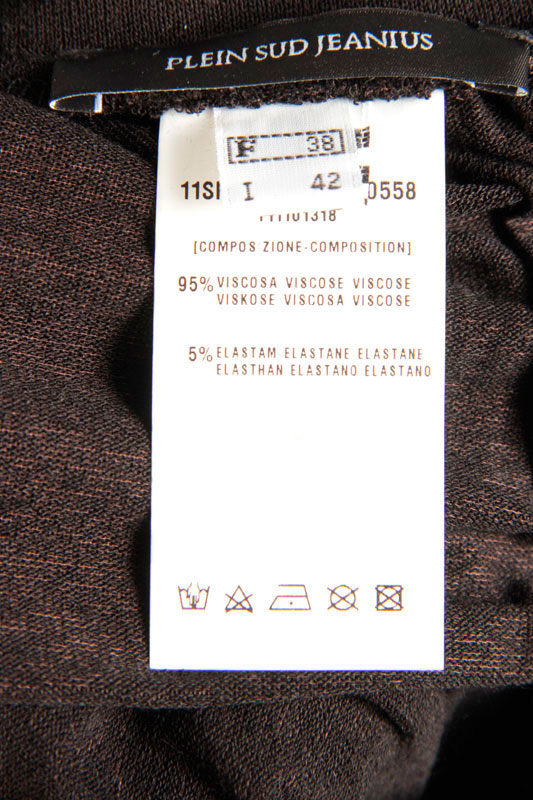 PLEIN SUD JEANIUS
F 38
I 42
11SI 0558
[COMPOS ZIONE-COMPOSITION]
95% VISCOSA VISCOSE VISCOSE
VISKOSE VISCOSA VISCOSE
5% ELASTAM ELASTANE ELASTANE
ELASTHAN ELASTANO ELASTANO